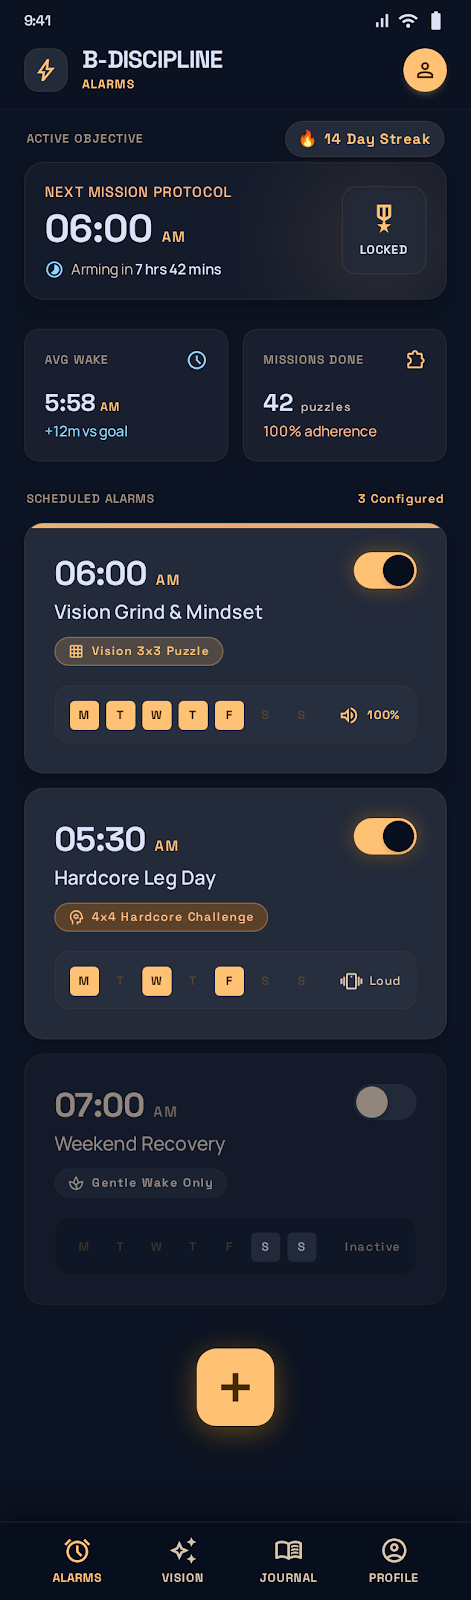 9:41
B-DISCIPLINE
ALARMS
ACTIVE OBJECTIVE
🔥 14 Day Streak
NEXT MISSION PROTOCOL
06:00 AM
Arming in 7 hrs 42 mins
LOCKED
AVG WAKE
5:58 AM
+12m vs goal
MISSIONS DONE
42 puzzles
100% adherence
SCHEDULED ALARMS
3 Configured
06:00 AM
Vision Grind & Mindset
Vision 3x3 Puzzle
M T W T F S S 100%
05:30 AM
Hardcore Leg Day
4x4 Hardcore Challenge
M T W T F S S Loud
07:00 AM
Weekend Recovery
Gentle Wake Only
M T W T F S S Inactive
ALARMS VISION JOURNAL PROFILE